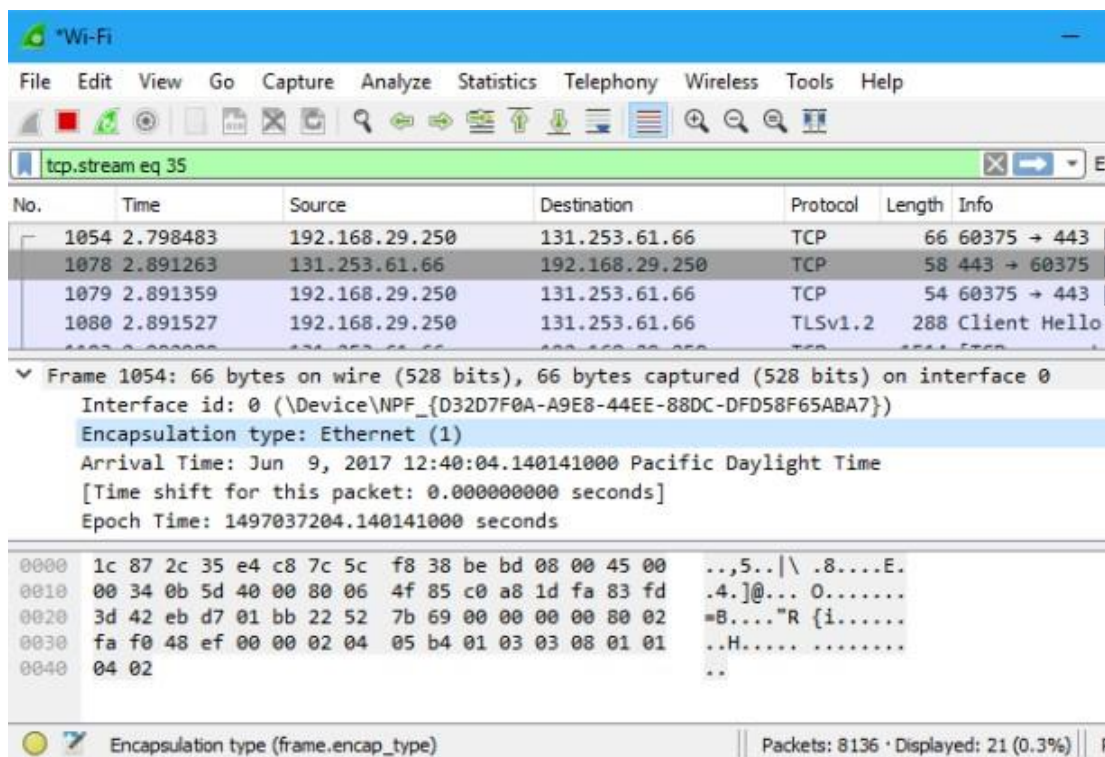 *Wi-Fi
File Edit View Go Capture Analyze Statistics Telephony Wireless Tools Help
tcp.stream eq 35 E
No. Time Source Destination Protocol Length Info
1054 2.798483 192.168.29.250 131.253.61.66 TCP 66 60375 → 443
1078 2.891263 131.253.61.66 192.168.29.250 TCP 58 443 → 60375
1079 2.891359 192.168.29.250 131.253.61.66 TCP 54 60375 → 443
1080 2.891527 192.168.29.250 131.253.61.66 TLSv1.2 288 Client Hello
Frame 1054: 66 bytes on wire (528 bits), 66 bytes captured (528 bits) on interface 0
Interface id: 0 (\Device\NPF_{D32D7F0A-A9E8-44EE-88DC-DFD58F65ABA7})
Encapsulation type: Ethernet (1)
Arrival Time: Jun 9, 2017 12:40:04.140141000 Pacific Daylight Time
[Time shift for this packet: 0.000000000 seconds]
Epoch Time: 1497037204.140141000 seconds
0000 1c 87 2c 35 e4 c8 7c 5c f8 38 be bd 08 00 45 00 ..,5..|\ .8....E.
0010 00 34 0b 5d 40 00 80 06 4f 85 c0 a8 1d fa 83 fd .4.]@... O.......
0020 3d 42 eb d7 01 bb 22 52 7b 69 00 00 00 00 80 02 =B...."R {i......
0030 fa f0 48 ef 00 00 02 04 05 b4 01 03 03 08 01 01 ..H..... ........
0040 04 02 ..
Encapsulation type (frame.encap_type) Packets: 8136 · Displayed: 21 (0.3%)